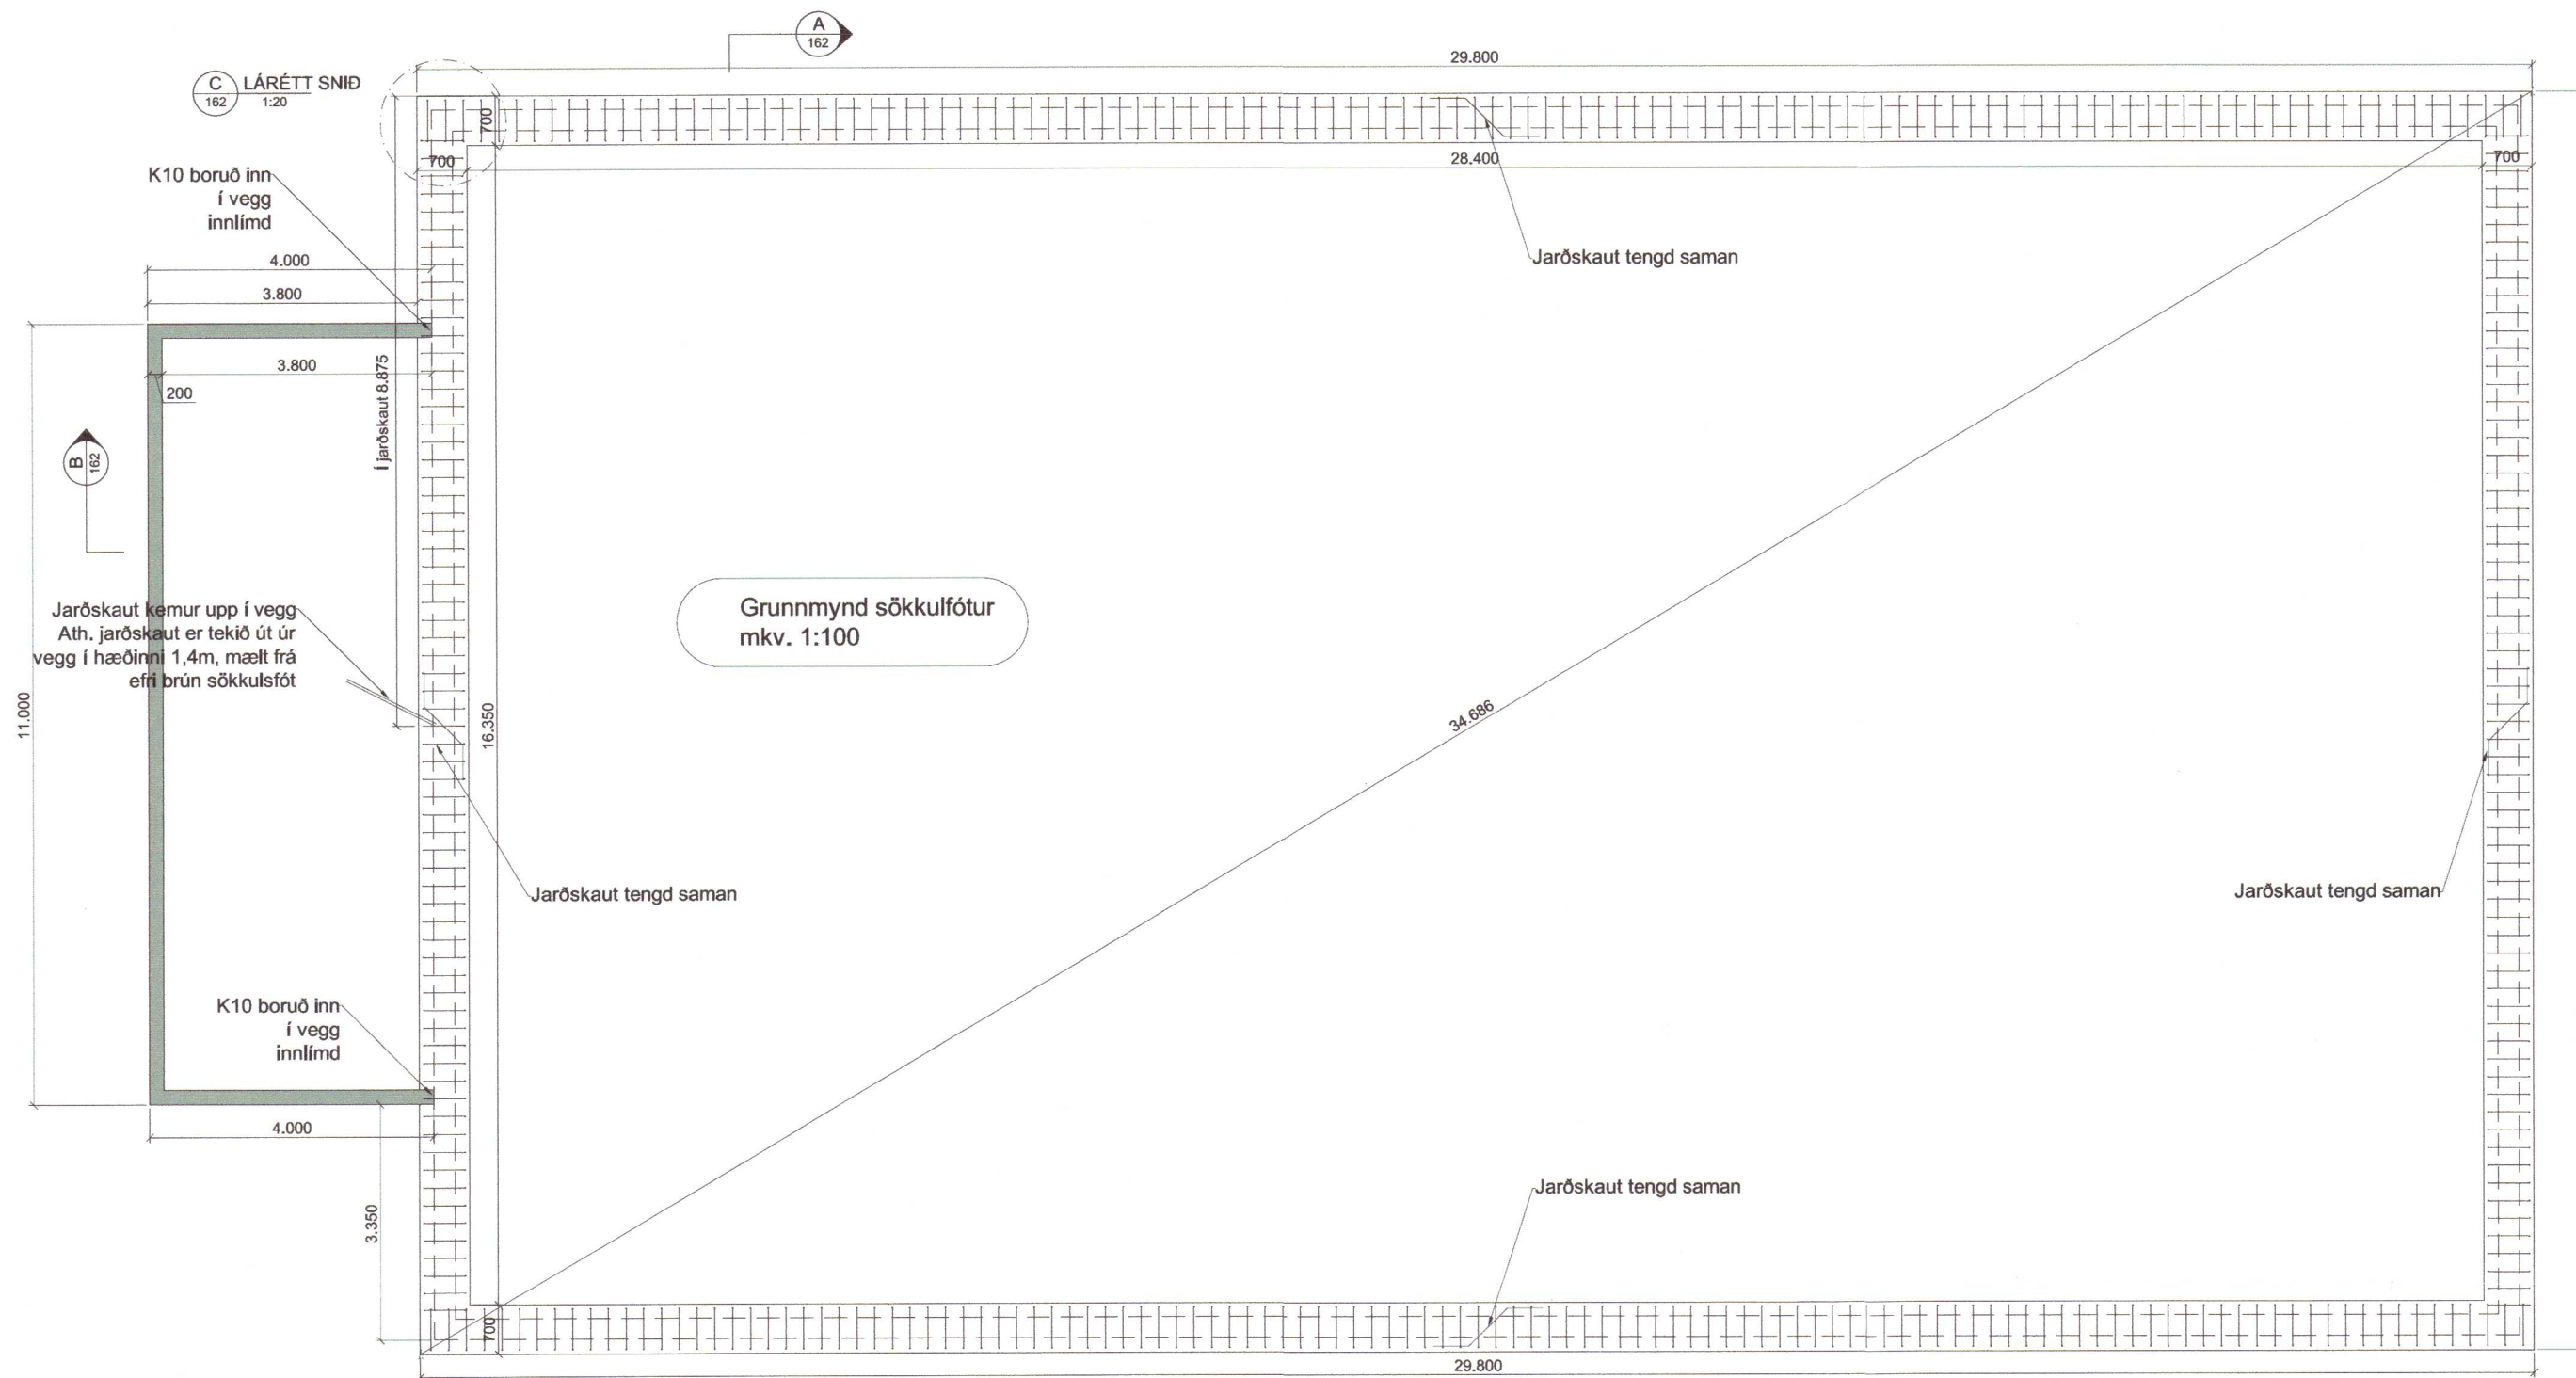 A
162
29.800
C
162
LÁRÉTT SNIÐ
1:20
700
700
28.400
700
K10 boruð inn
í vegg
innlímd
4.000
3.800
3.800
200
Í jarðskaut 8.875
Jarðskaut tengd saman
B
162
11.000
Jarðskaut kemur upp í vegg
Ath. jarðskaut er tekið út úr
vegg í hæðinni 1,4m, mælt frá
efri brún sökkulsfót
Grunnmynd sökkulfótur
mkv. 1:100
16.350
34.686
Jarðskaut tengd saman
Jarðskaut tengd saman
K10 boruð inn
í vegg
innlímd
4.000
3.350
Jarðskaut tengd saman
700
29.800